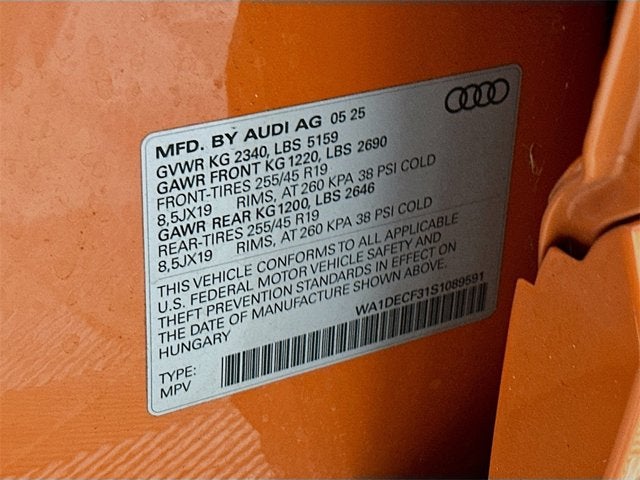 MFD. BY AUDI AG 05 25
GVWR KG 2340, LBS 5159
GAWR FRONT KG 1220, LBS 2690
FRONT-TIRES 255/45 R19
8,5JX19 RIMS, AT 260 KPA 38 PSI COLD
GAWR REAR KG 1200, LBS 2646
REAR-TIRES 255/45 R19
8,5JX19 RIMS, AT 260 KPA 38 PSI COLD
THIS VEHICLE CONFORMS TO ALL APPLICABLE
U.S. FEDERAL MOTOR VEHICLE SAFETY AND
THEFT PREVENTION STANDARDS IN EFFECT ON
THE DATE OF MANUFACTURE SHOWN ABOVE.
HUNGARY WA1DECF31S1089591
TYPE:
MPV